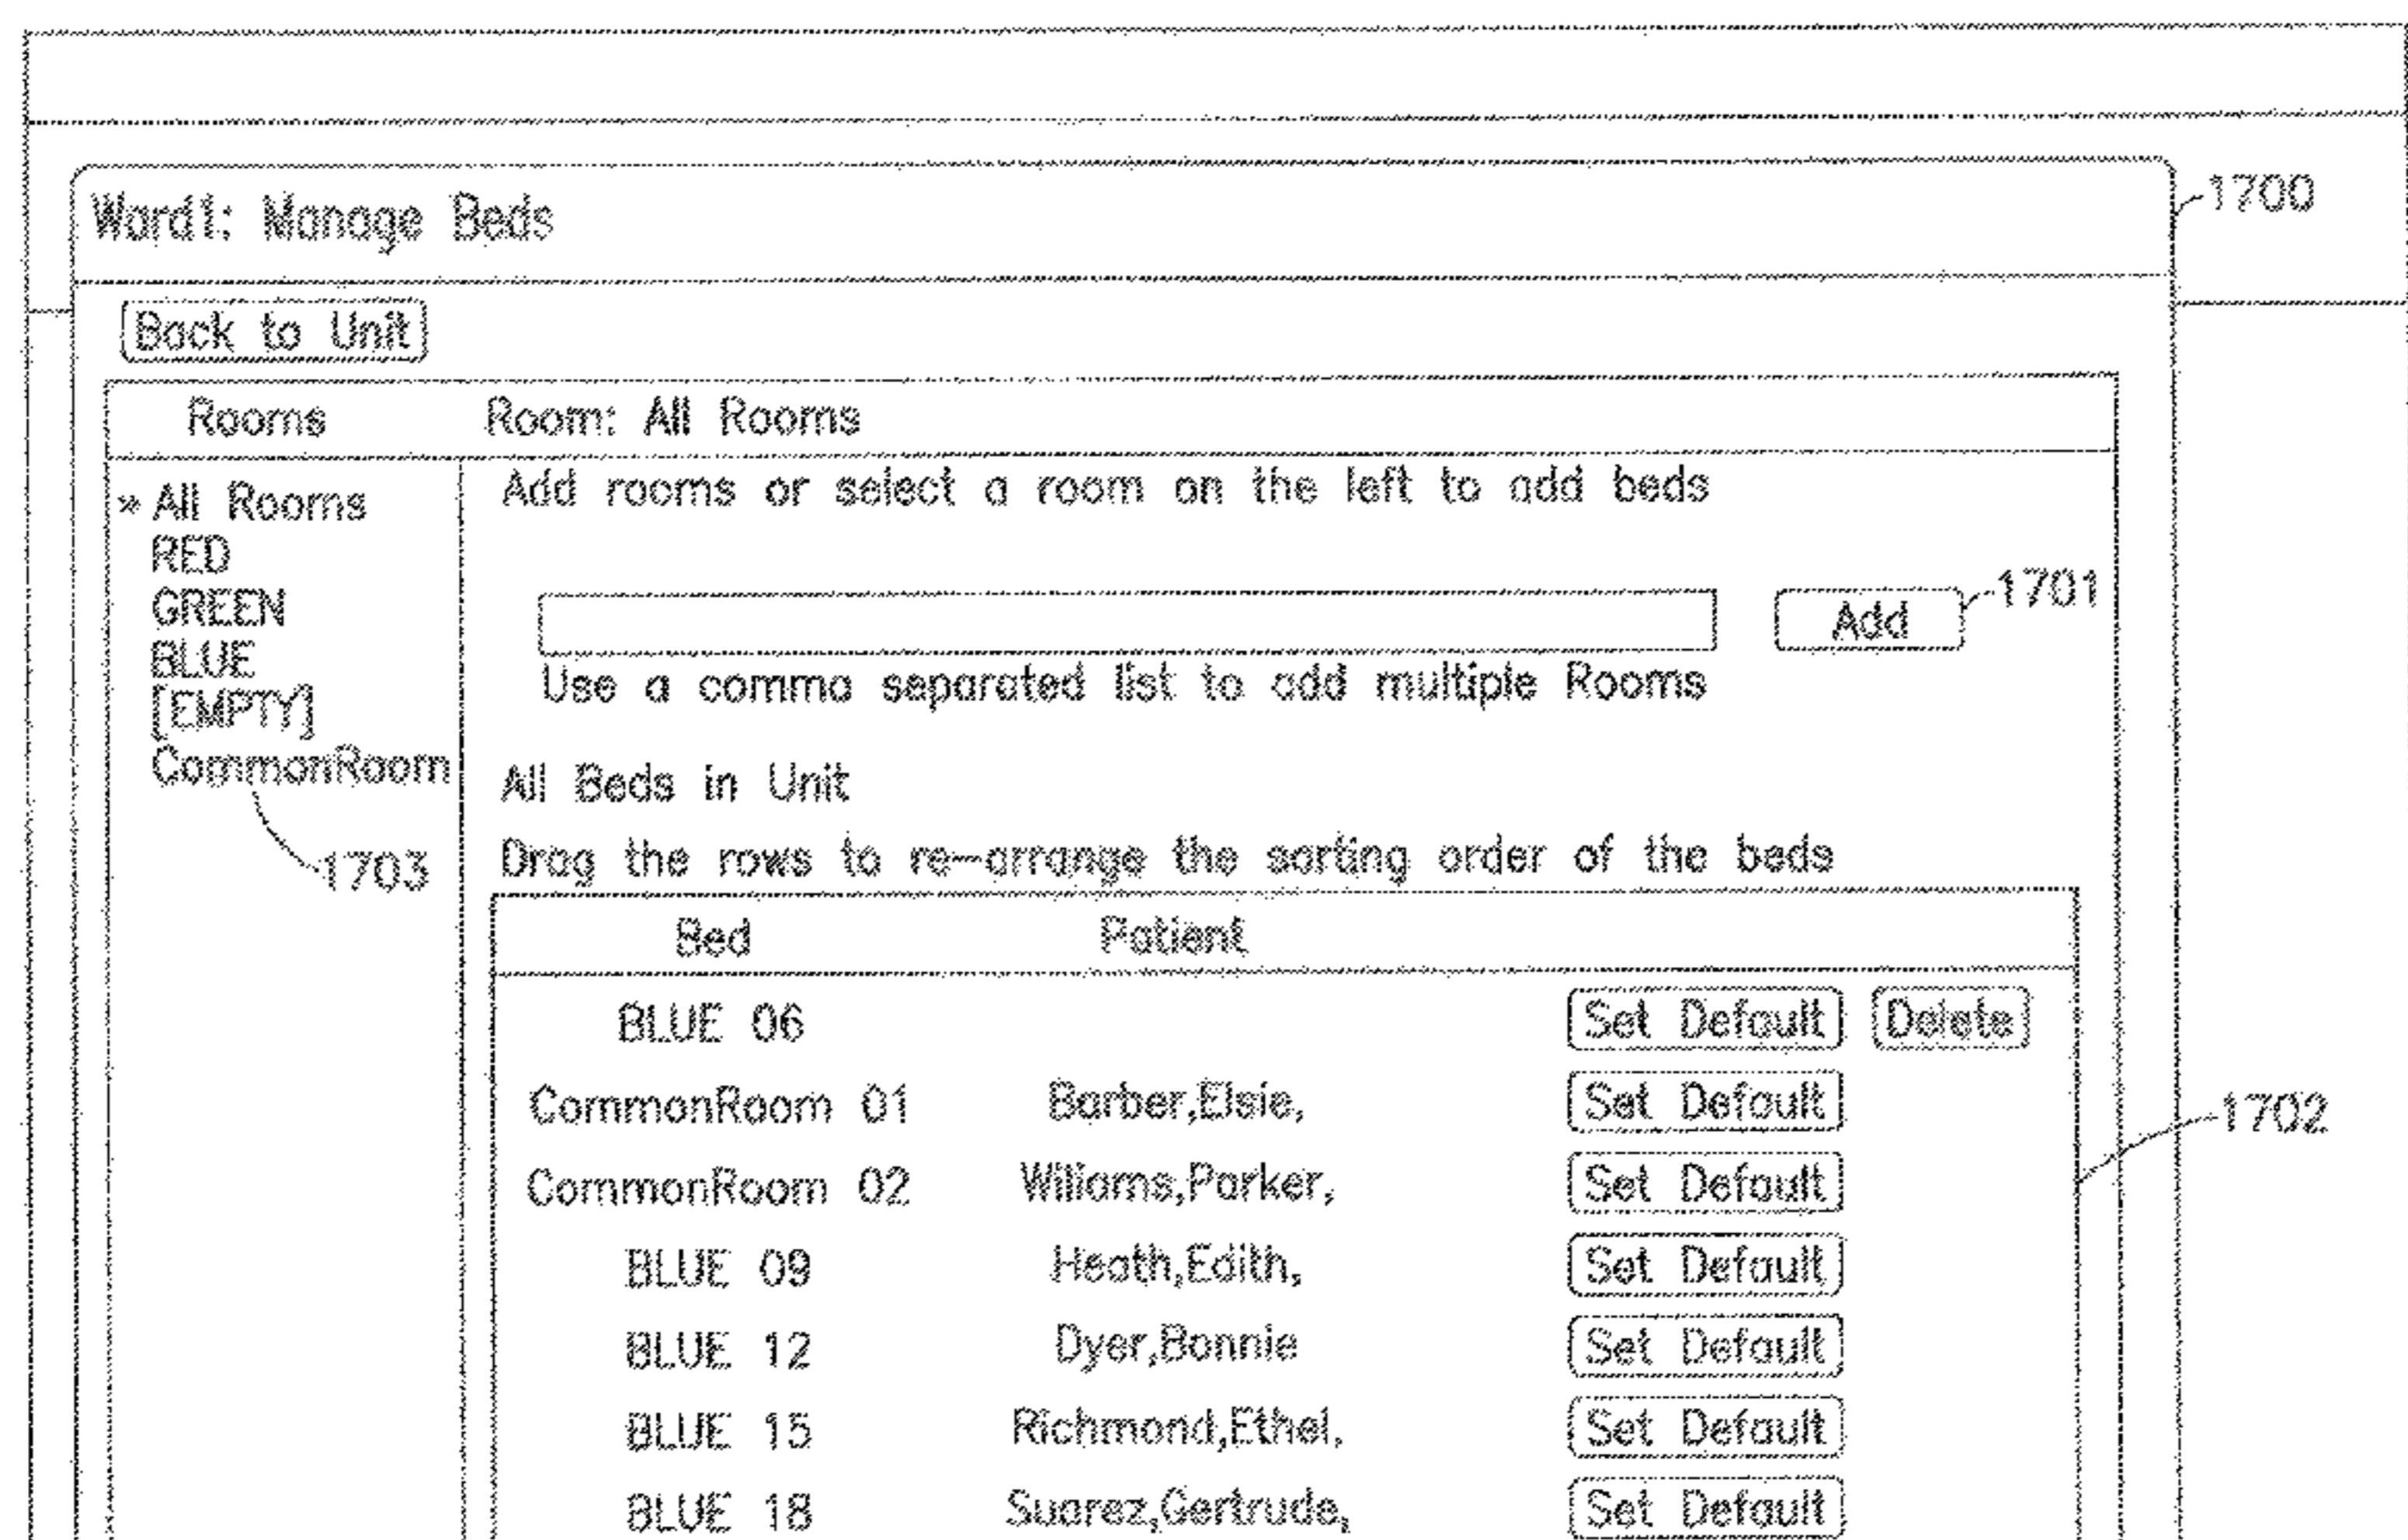 Ward1: Manage Beds
1700
Back to Unit
Rooms Room: All Rooms
» All Rooms
RED
GREEN
BLUE
[EMPTY]
CommonRoom
1703
Add rooms or select a room on the left to add beds
Add
1701
Use a comma separated list to add multiple Rooms
All Beds in Unit
Drag the rows to re-arrange the sorting order of the beds
Bed Patient
BLUE 06 Set Default Delete
CommonRoom 01 Barber,Elsie, Set Default
1702
CommonRoom 02 Williams,Parker, Set Default
BLUE 09 Heath,Edith, Set Default
BLUE 12 Dyer,Bonnie Set Default
BLUE 15 Richmond,Ethel, Set Default
BLUE 18 Suarez,Gertrude, Set Default